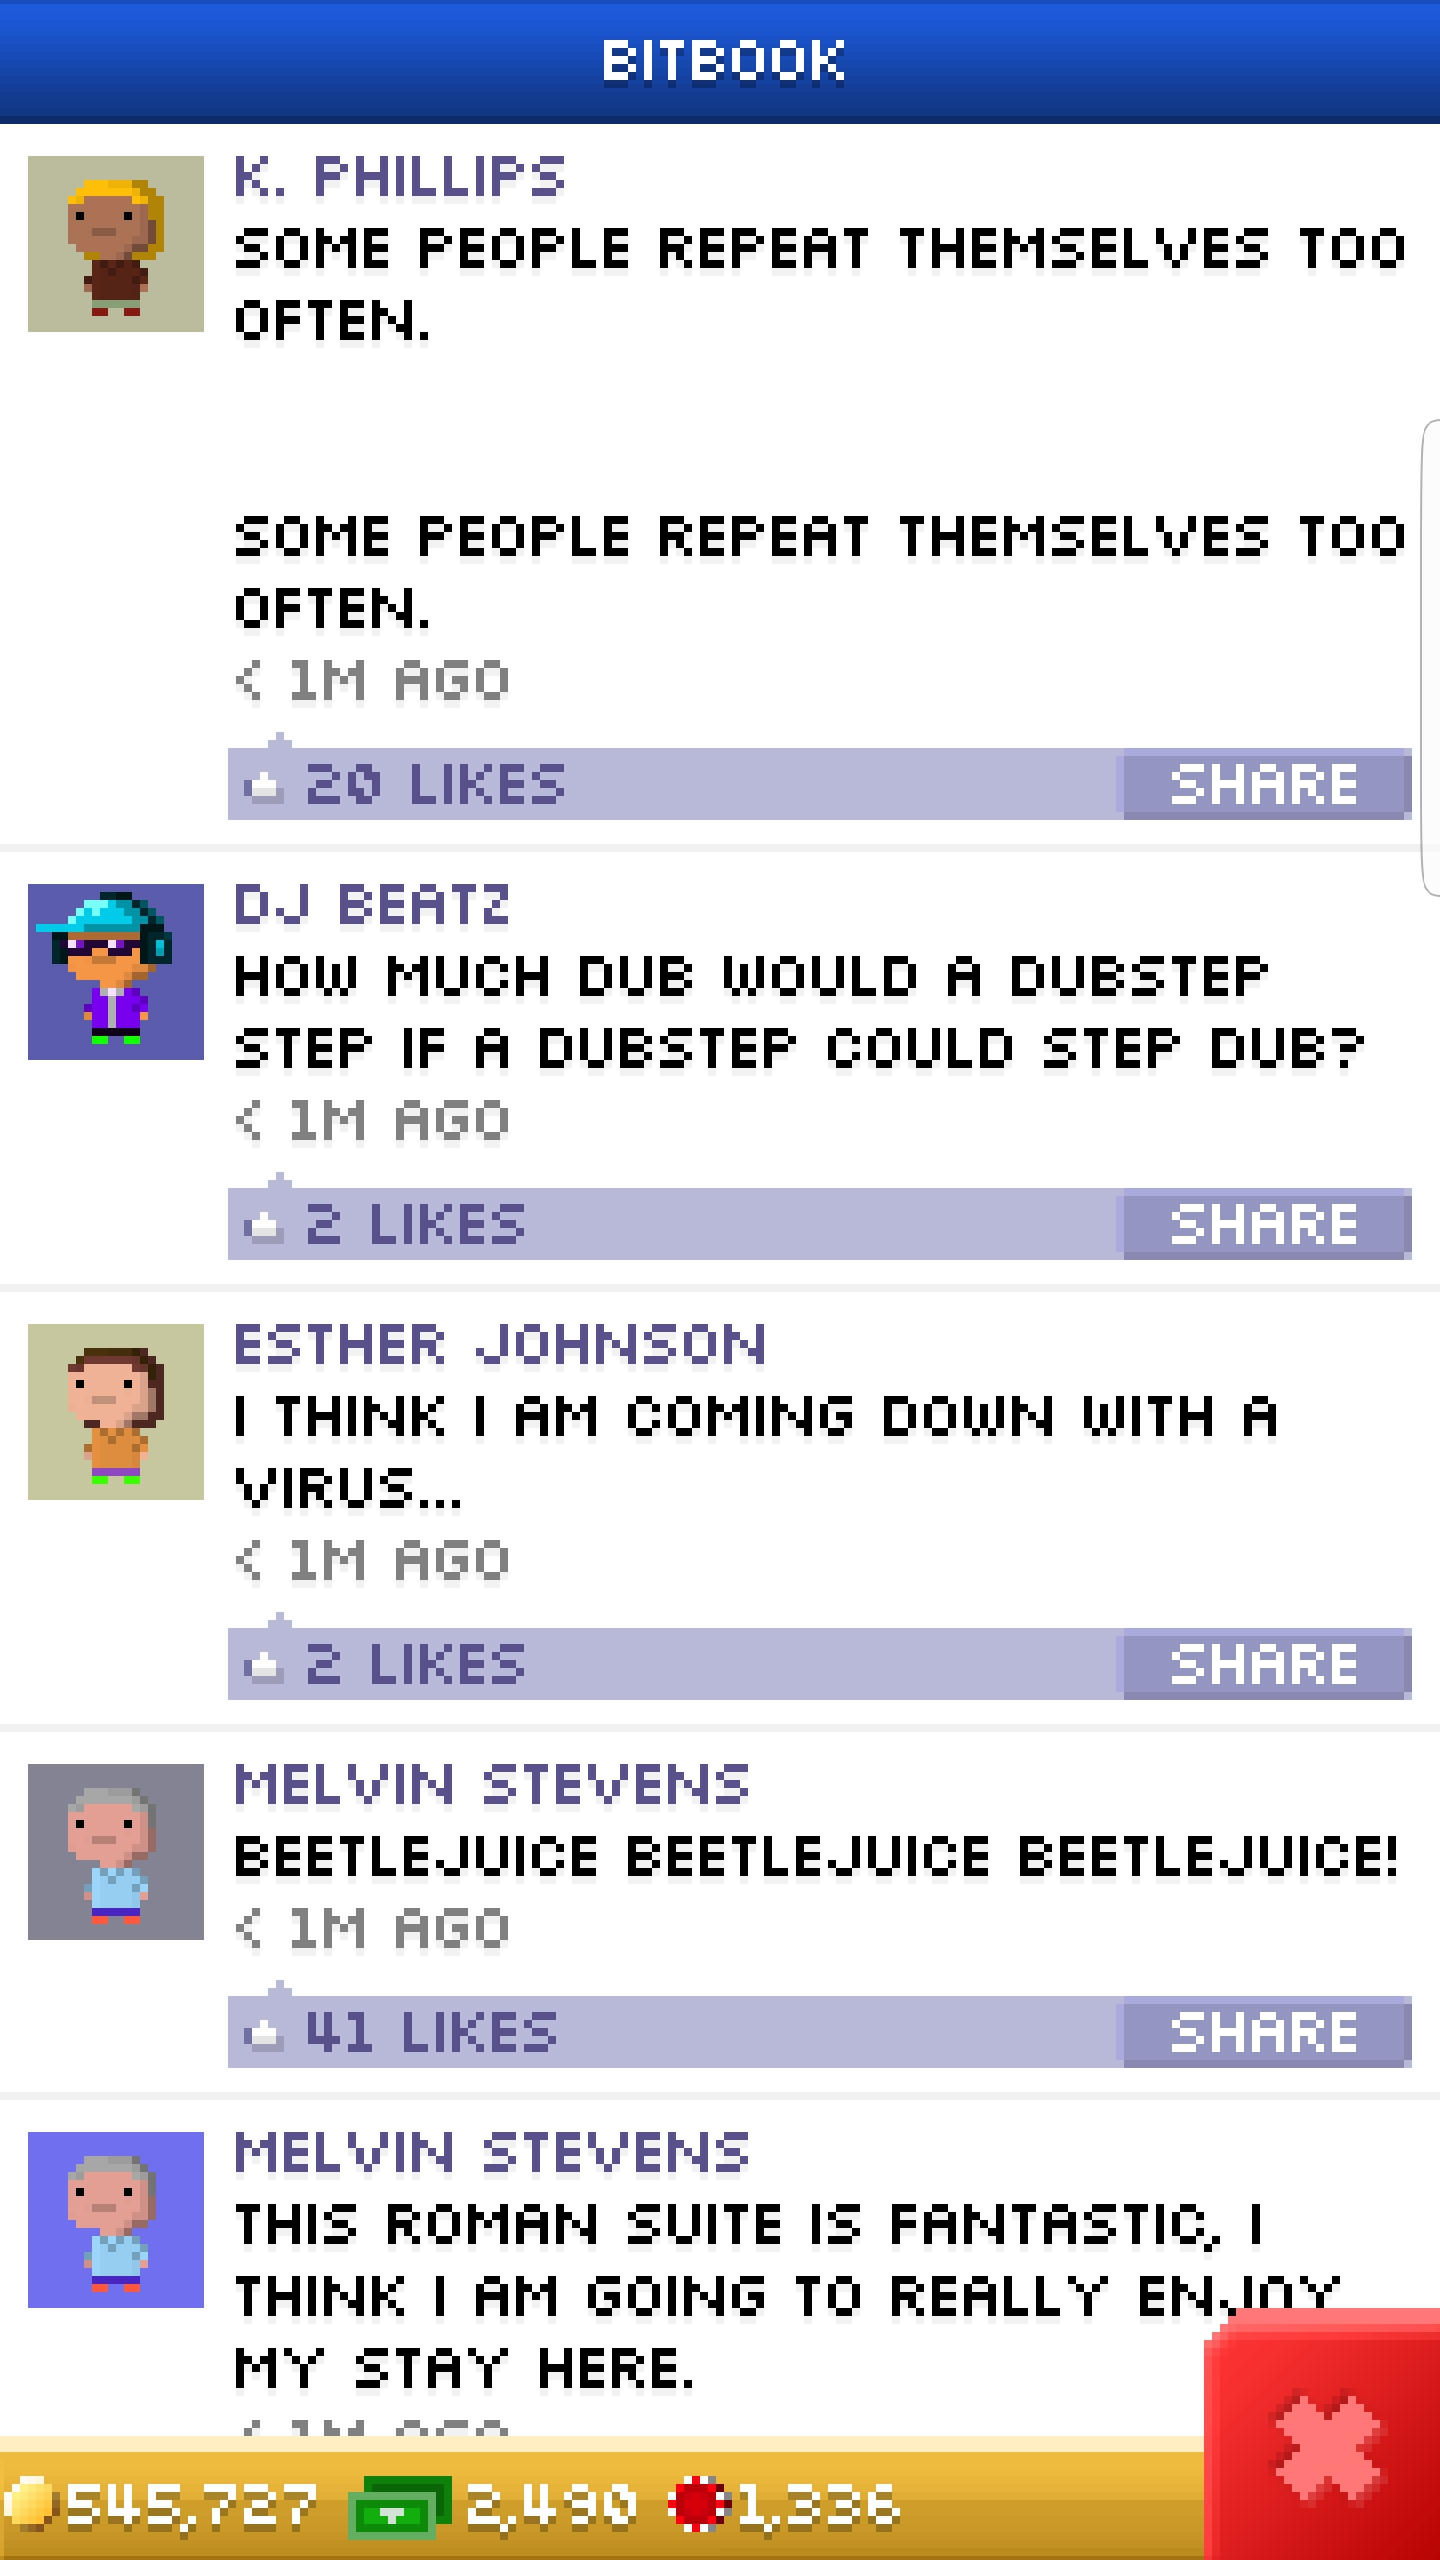 BITBOOK
K. PHILLIPS
SOME PEOPLE REPEAT THEMSELVES TOO
OFTEN.
SOME PEOPLE REPEAT THEMSELVES TOO
OFTEN.
< 1M AGO
20 LIKES
SHARE
DJ BEATZ
HOW MUCH DUB WOULD A DUBSTEP
STEP IF A DUBSTEP COULD STEP DUB?
< 1M AGO
2 LIKES
SHARE
ESTHER JOHNSON
I THINK I AM COMING DOWN WITH A
VIRUS...
< 1M AGO
2 LIKES
SHARE
MELVIN STEVENS
BEETLEJUICE BEETLEJUICE BEETLEJUICE!
< 1M AGO
41 LIKES
SHARE
MELVIN STEVENS
THIS ROMAN SUITE IS FANTASTIC, I
THINK I AM GOING TO REALLY ENJOY
MY STAY HERE.
< 1M AGO
545,727 2,490 1,336